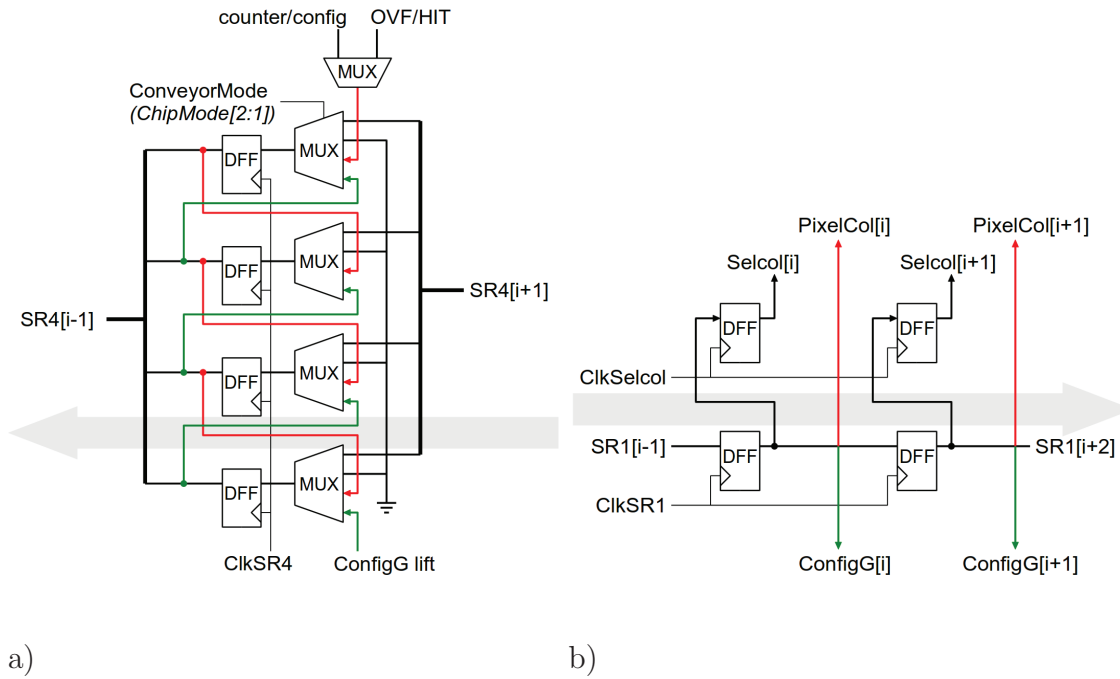 counter/config OVF/HIT
MUX
ConveyorMode
(ChipMode[2:1])
DFF MUX
DFF MUX
SR4[i-1] SR4[i+1]
DFF MUX
DFF MUX
ClkSR4 ConfigG lift
a)
PixelCol[i] PixelCol[i+1]
Selcol[i] Selcol[i+1]
DFF DFF
ClkSelcol
SR1[i-1] DFF DFF SR1[i+2]
ClkSR1
ConfigG[i] ConfigG[i+1]
b)